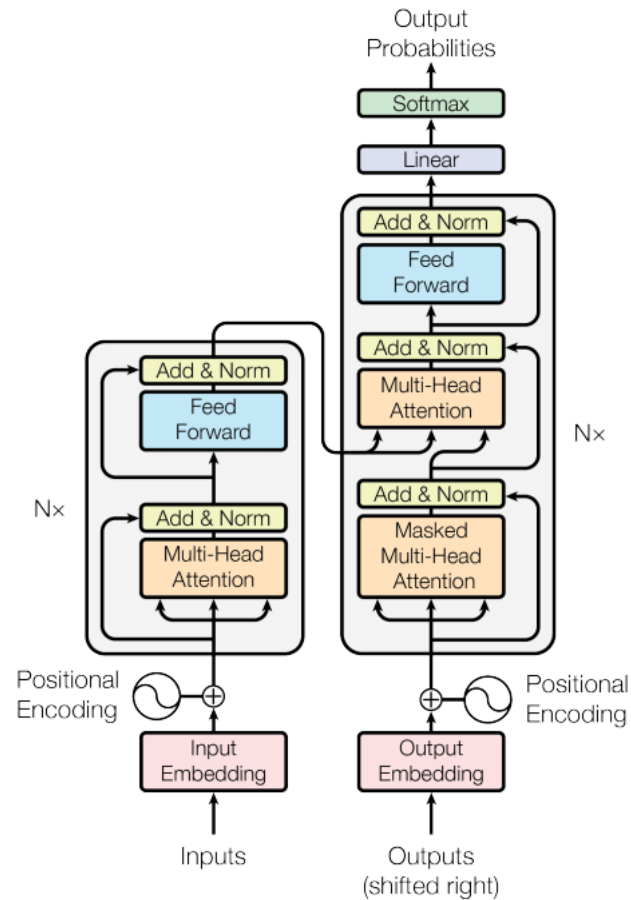 Output
Probabilities
Softmax
Linear
Add & Norm
Feed
Forward
Add & Norm
Multi-Head
Attention
N×
Add & Norm
Masked
Multi-Head
Attention
Add & Norm
Feed
Forward
N×
Add & Norm
Multi-Head
Attention
Positional
Encoding
Positional
Encoding
Input
Embedding
Output
Embedding
Inputs
Outputs
(shifted right)